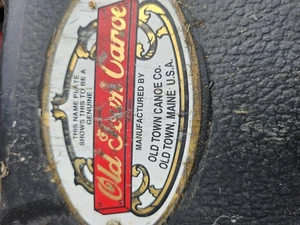 THIS NAME PLATE
SHOWS THIS TO BE A
GENUINE
"Old Town Canoe"
MANUFACTURED BY
OLD TOWN CANOE Co.
OLD TOWN, MAINE U.S.A.